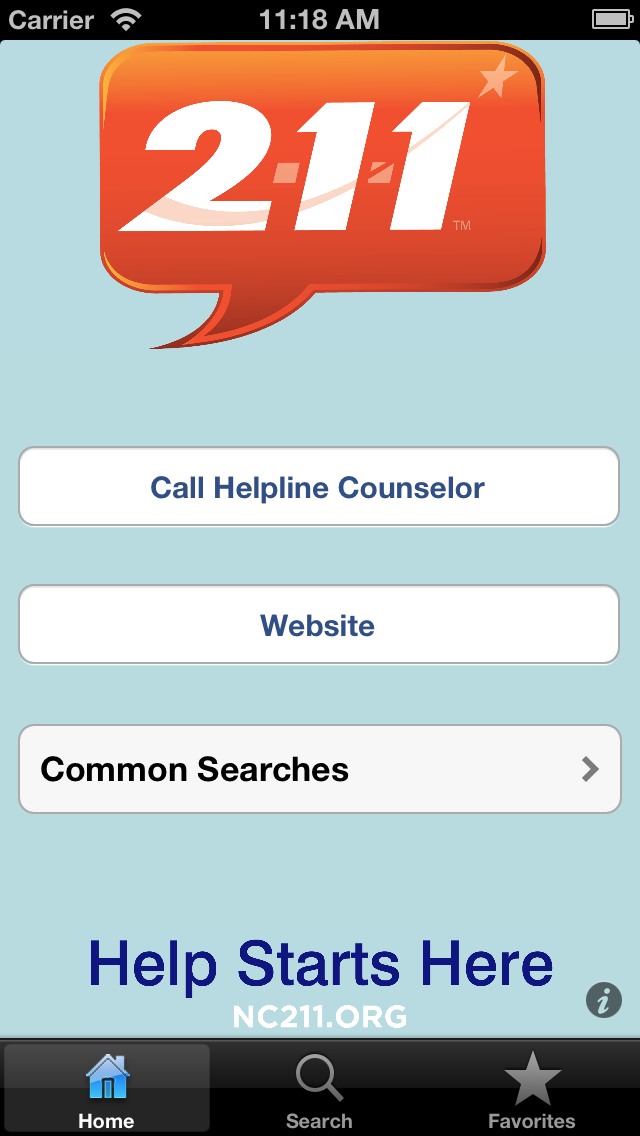 Carrier 11:18 AM
2-1-1
TM
Call Helpline Counselor
Website
Common Searches
Help Starts Here
i
NC211.ORG
Home Search Favorites